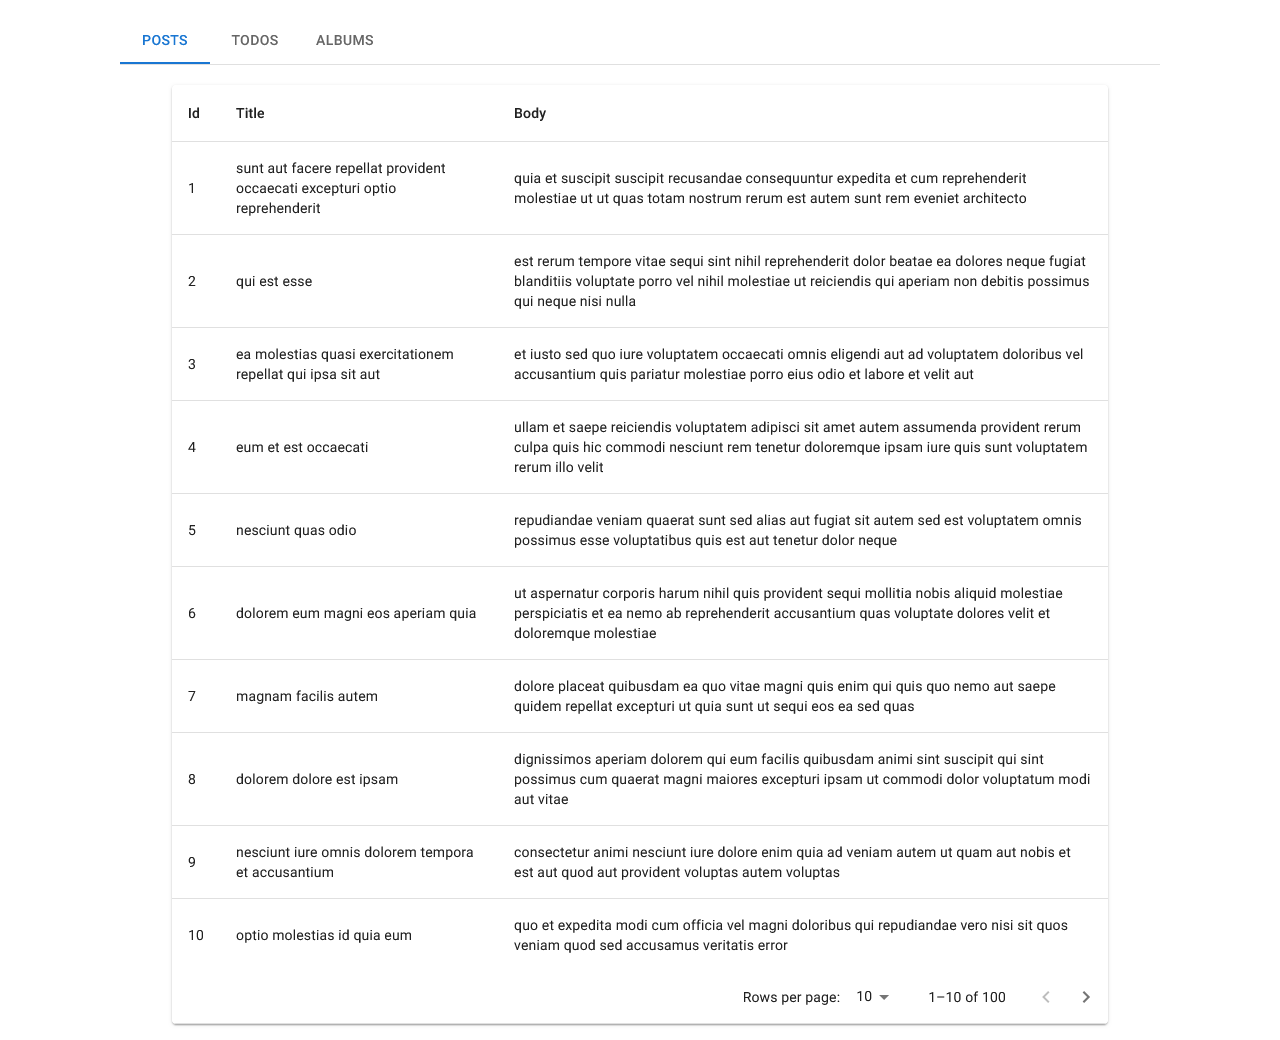 POSTS TODOS ALBUMS
Id Title Body
1
sunt aut facere repellat provident
occaecati excepturi optio
reprehenderit
quia et suscipit suscipit recusandae consequuntur expedita et cum reprehenderit
molestiae ut ut quas totam nostrum rerum est autem sunt rem eveniet architecto
2
qui est esse
est rerum tempore vitae sequi sint nihil reprehenderit dolor beatae ea dolores neque fugiat
blanditiis voluptate porro vel nihil molestiae ut reiciendis qui aperiam non debitis possimus
qui neque nisi nulla
3
ea molestias quasi exercitationem
repellat qui ipsa sit aut
et iusto sed quo iure voluptatem occaecati omnis eligendi aut ad voluptatem doloribus vel
accusantium quis pariatur molestiae porro eius odio et labore et velit aut
4
eum et est occaecati
ullam et saepe reiciendis voluptatem adipisci sit amet autem assumenda provident rerum
culpa quis hic commodi nesciunt rem tenetur doloremque ipsam iure quis sunt voluptatem
rerum illo velit
5
nesciunt quas odio
repudiandae veniam quaerat sunt sed alias aut fugiat sit autem sed est voluptatem omnis
possimus esse voluptatibus quis est aut tenetur dolor neque
6
dolorem eum magni eos aperiam quia
ut aspernatur corporis harum nihil quis provident sequi mollitia nobis aliquid molestiae
perspiciatis et ea nemo ab reprehenderit accusantium quas voluptate dolores velit et
doloremque molestiae
7
magnam facilis autem
dolore placeat quibusdam ea quo vitae magni quis enim qui quis quo nemo aut saepe
quidem repellat excepturi ut quia sunt ut sequi eos ea sed quas
8
dolorem dolore est ipsam
dignissimos aperiam dolorem qui eum facilis quibusdam animi sint suscipit qui sint
possimus cum quaerat magni maiores excepturi ipsam ut commodi dolor voluptatum modi
aut vitae
9
nesciunt iure omnis dolorem tempora
et accusantium
consectetur animi nesciunt iure dolore enim quia ad veniam autem ut quam aut nobis et
est aut quod aut provident voluptas autem voluptas
10
optio molestias id quia eum
quo et expedita modi cum officia vel magni doloribus qui repudiandae vero nisi sit quos
veniam quod sed accusamus veritatis error
Rows per page: 10 1–10 of 100